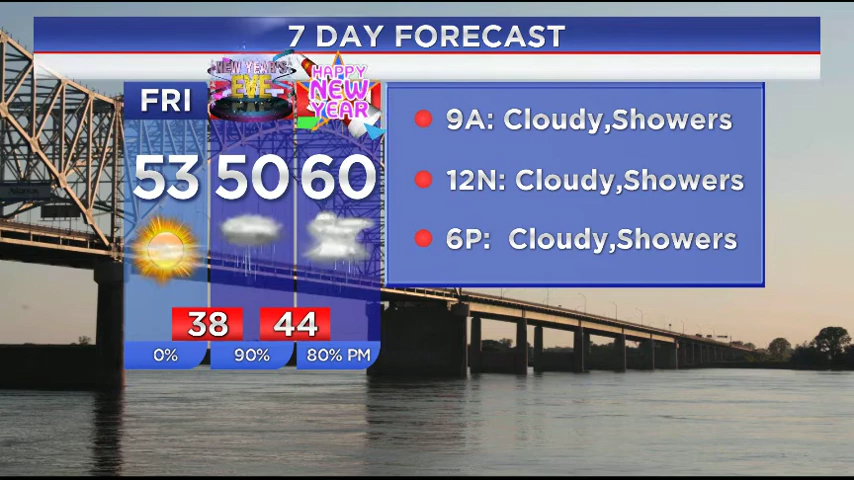 7 DAY FORECAST
FRI
NEW YEAR'S
EVE
HAPPY
NEW
YEAR
53 50 60
38 44
0% 90% 80% PM
9A: Cloudy,Showers
12N: Cloudy,Showers
6P: Cloudy,Showers